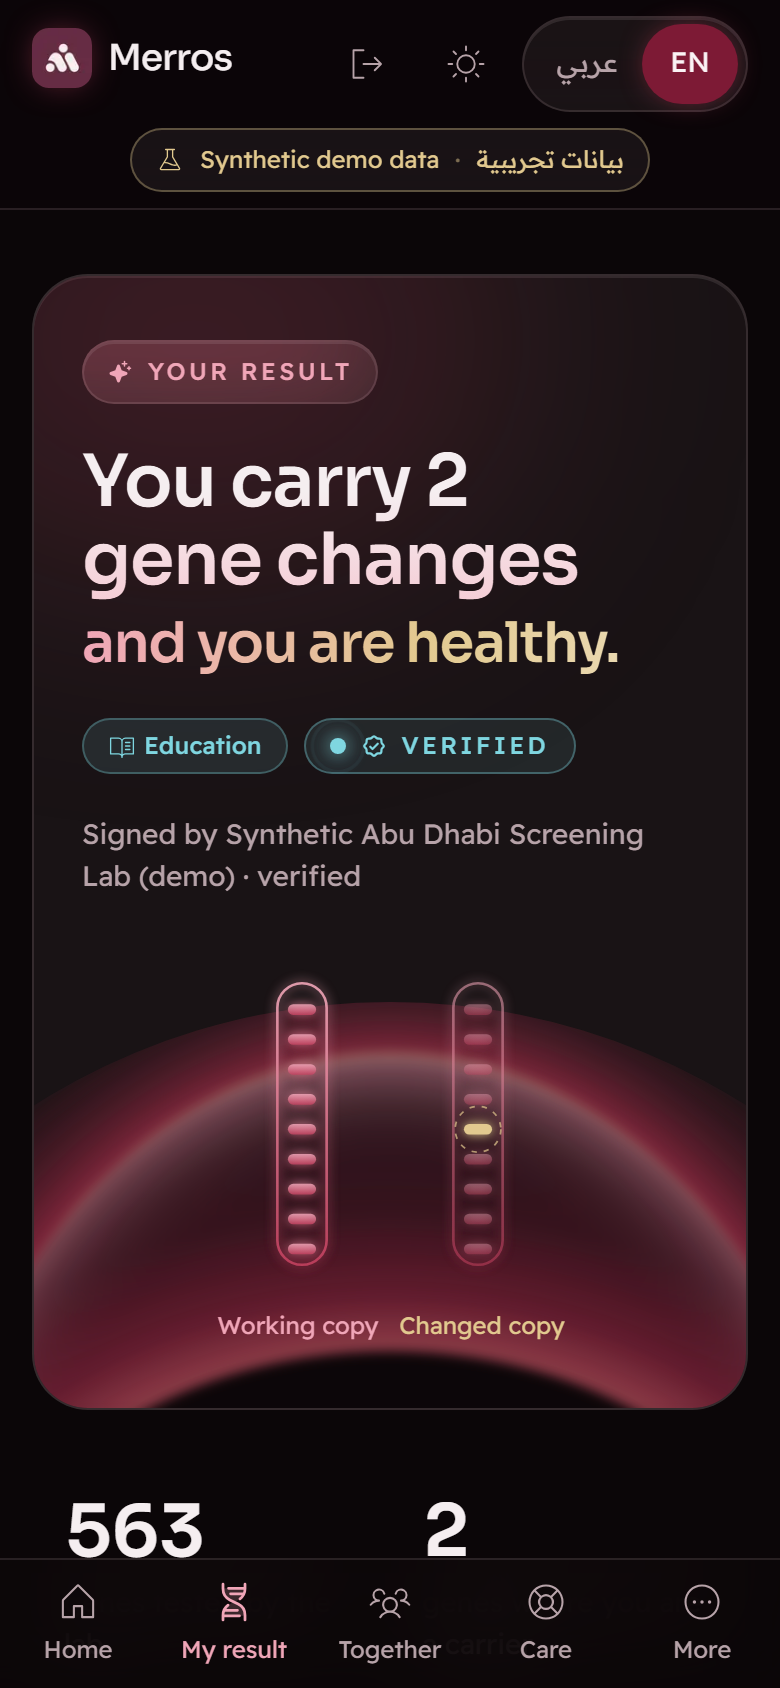 Merros
عربي
EN
Synthetic demo data · بيانات تجريبية
YOUR RESULT
You carry 2
gene changes
and you are healthy.
Education
VERIFIED
Signed by Synthetic Abu Dhabi Screening
Lab (demo) · verified
Working copy Changed copy
563 2
Home My result Together Care More